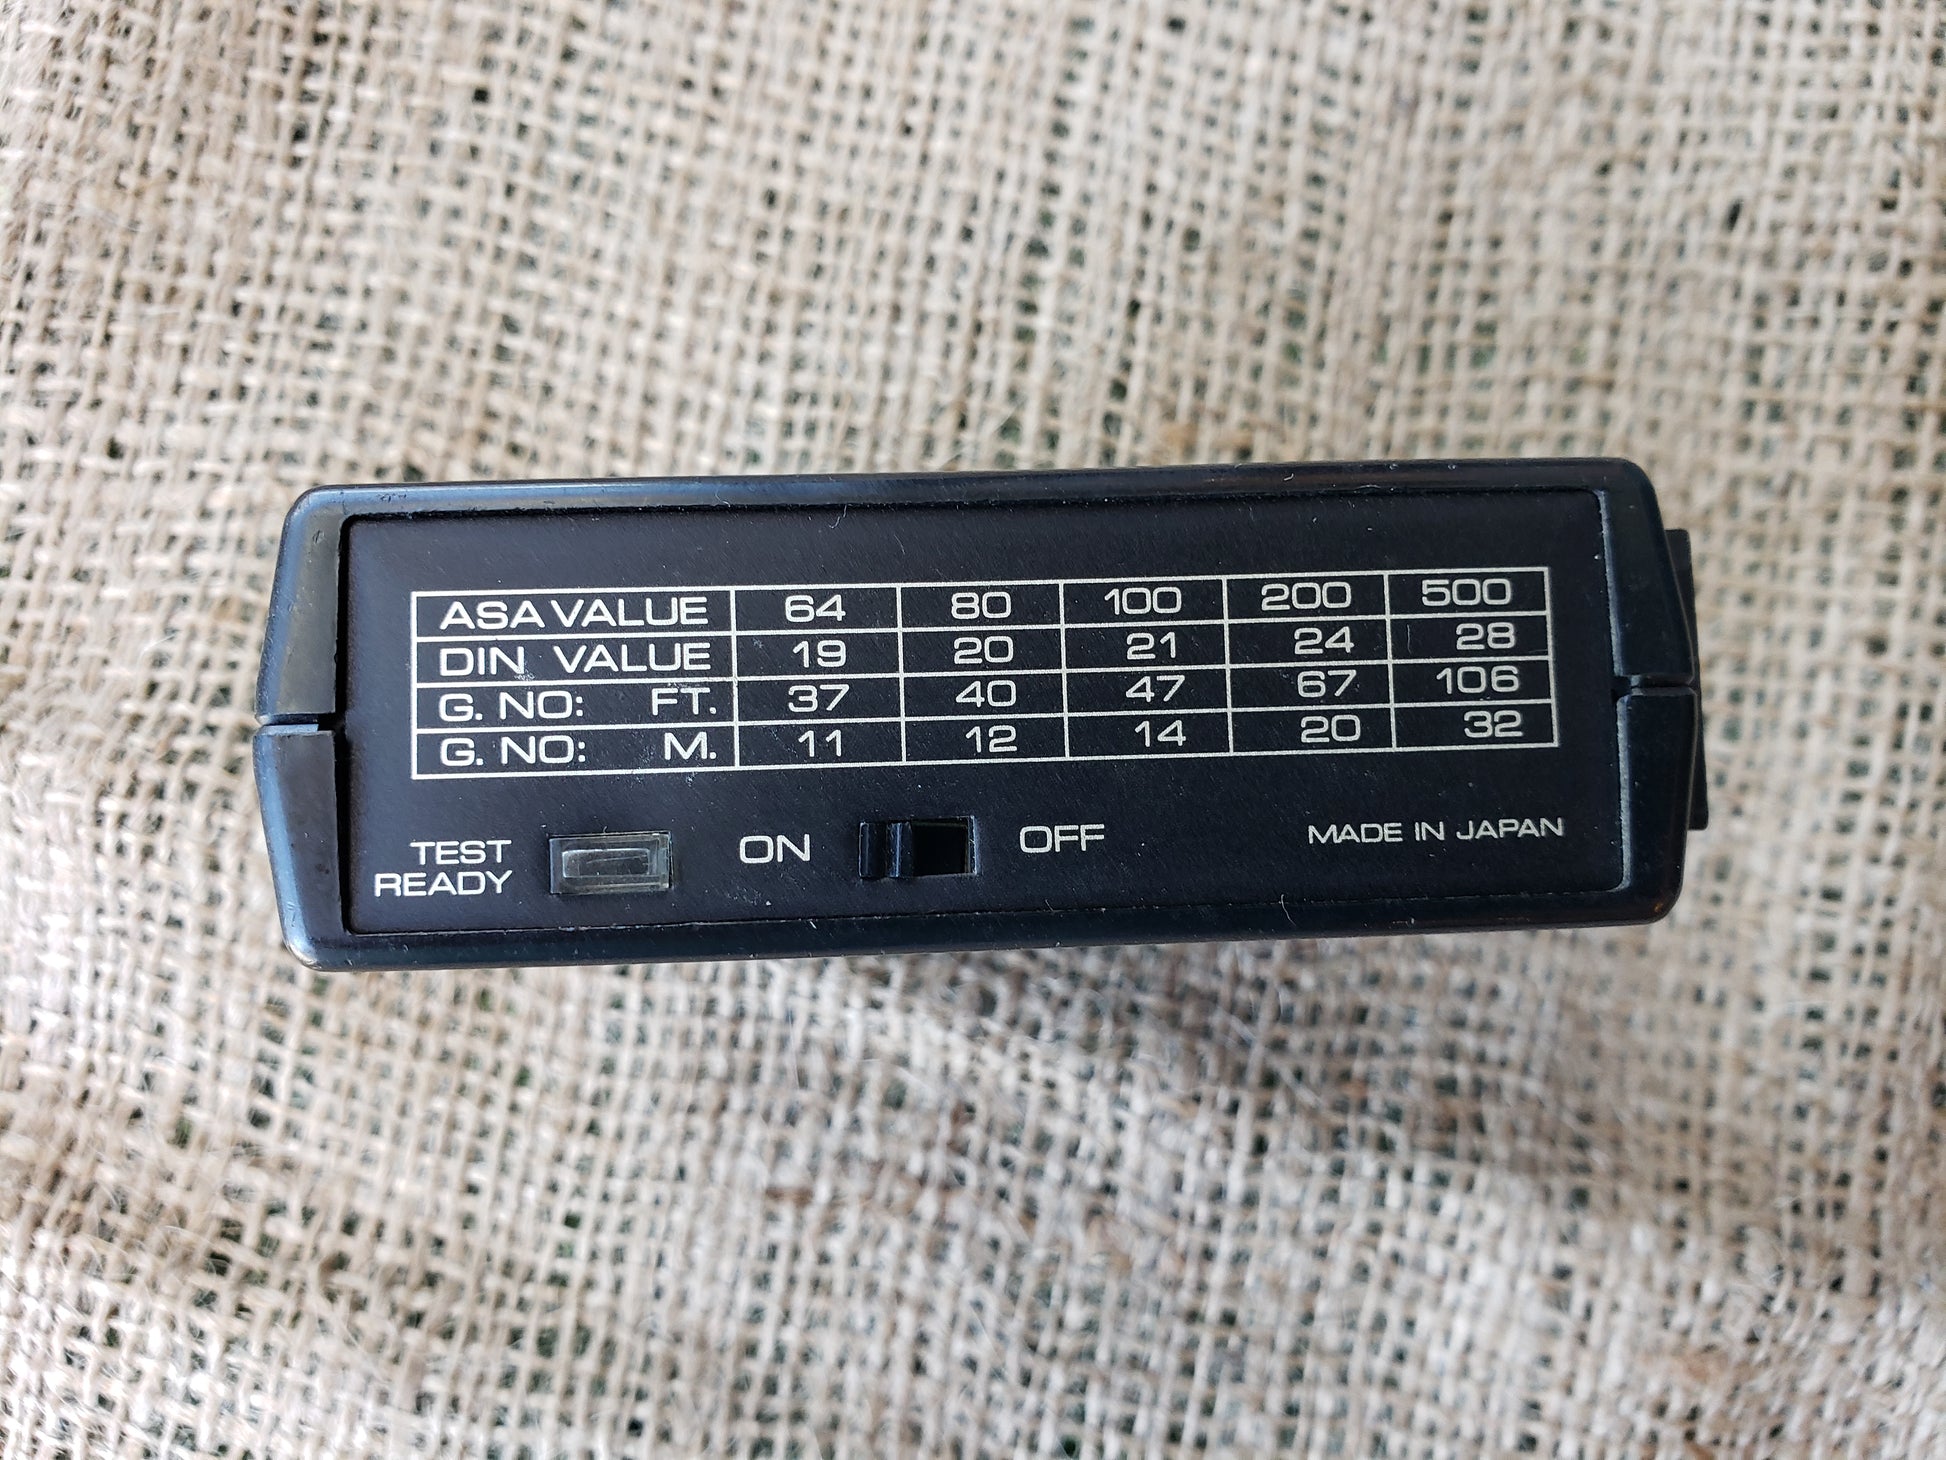 ASA VALUE 64 80 100 200 500
DIN VALUE 19 20 21 24 28
G. NO: FT. 37 40 47 67 106
G. NO: M. 11 12 14 20 32
TEST
READY
ON OFF
MADE IN JAPAN